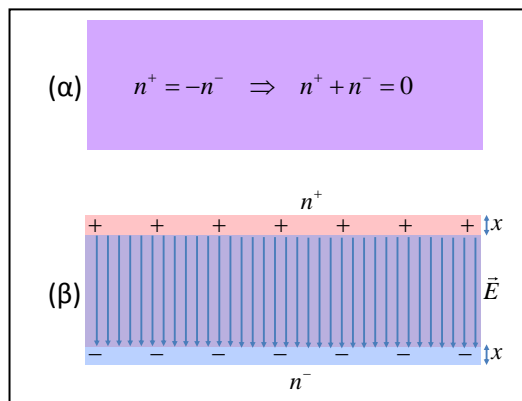 (α) n⁺ = −n⁻ ⇒ n⁺ + n⁻ = 0
n⁺
+ + + + + + + x
(β) E⃗
− − − − − − − x
n⁻